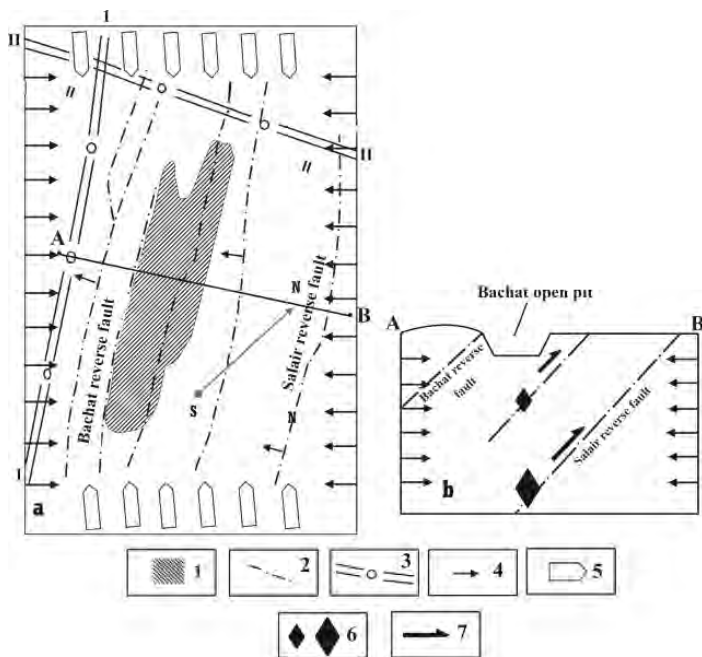 1
II
II
II
II
A
N
B
Bachat reverse fault
Salair reverse fault
S
N
I
a
Bachat open pit
A
B
Bachat reverse
fault
Salair reverse fault
b
1
2
3
4
5
6
7